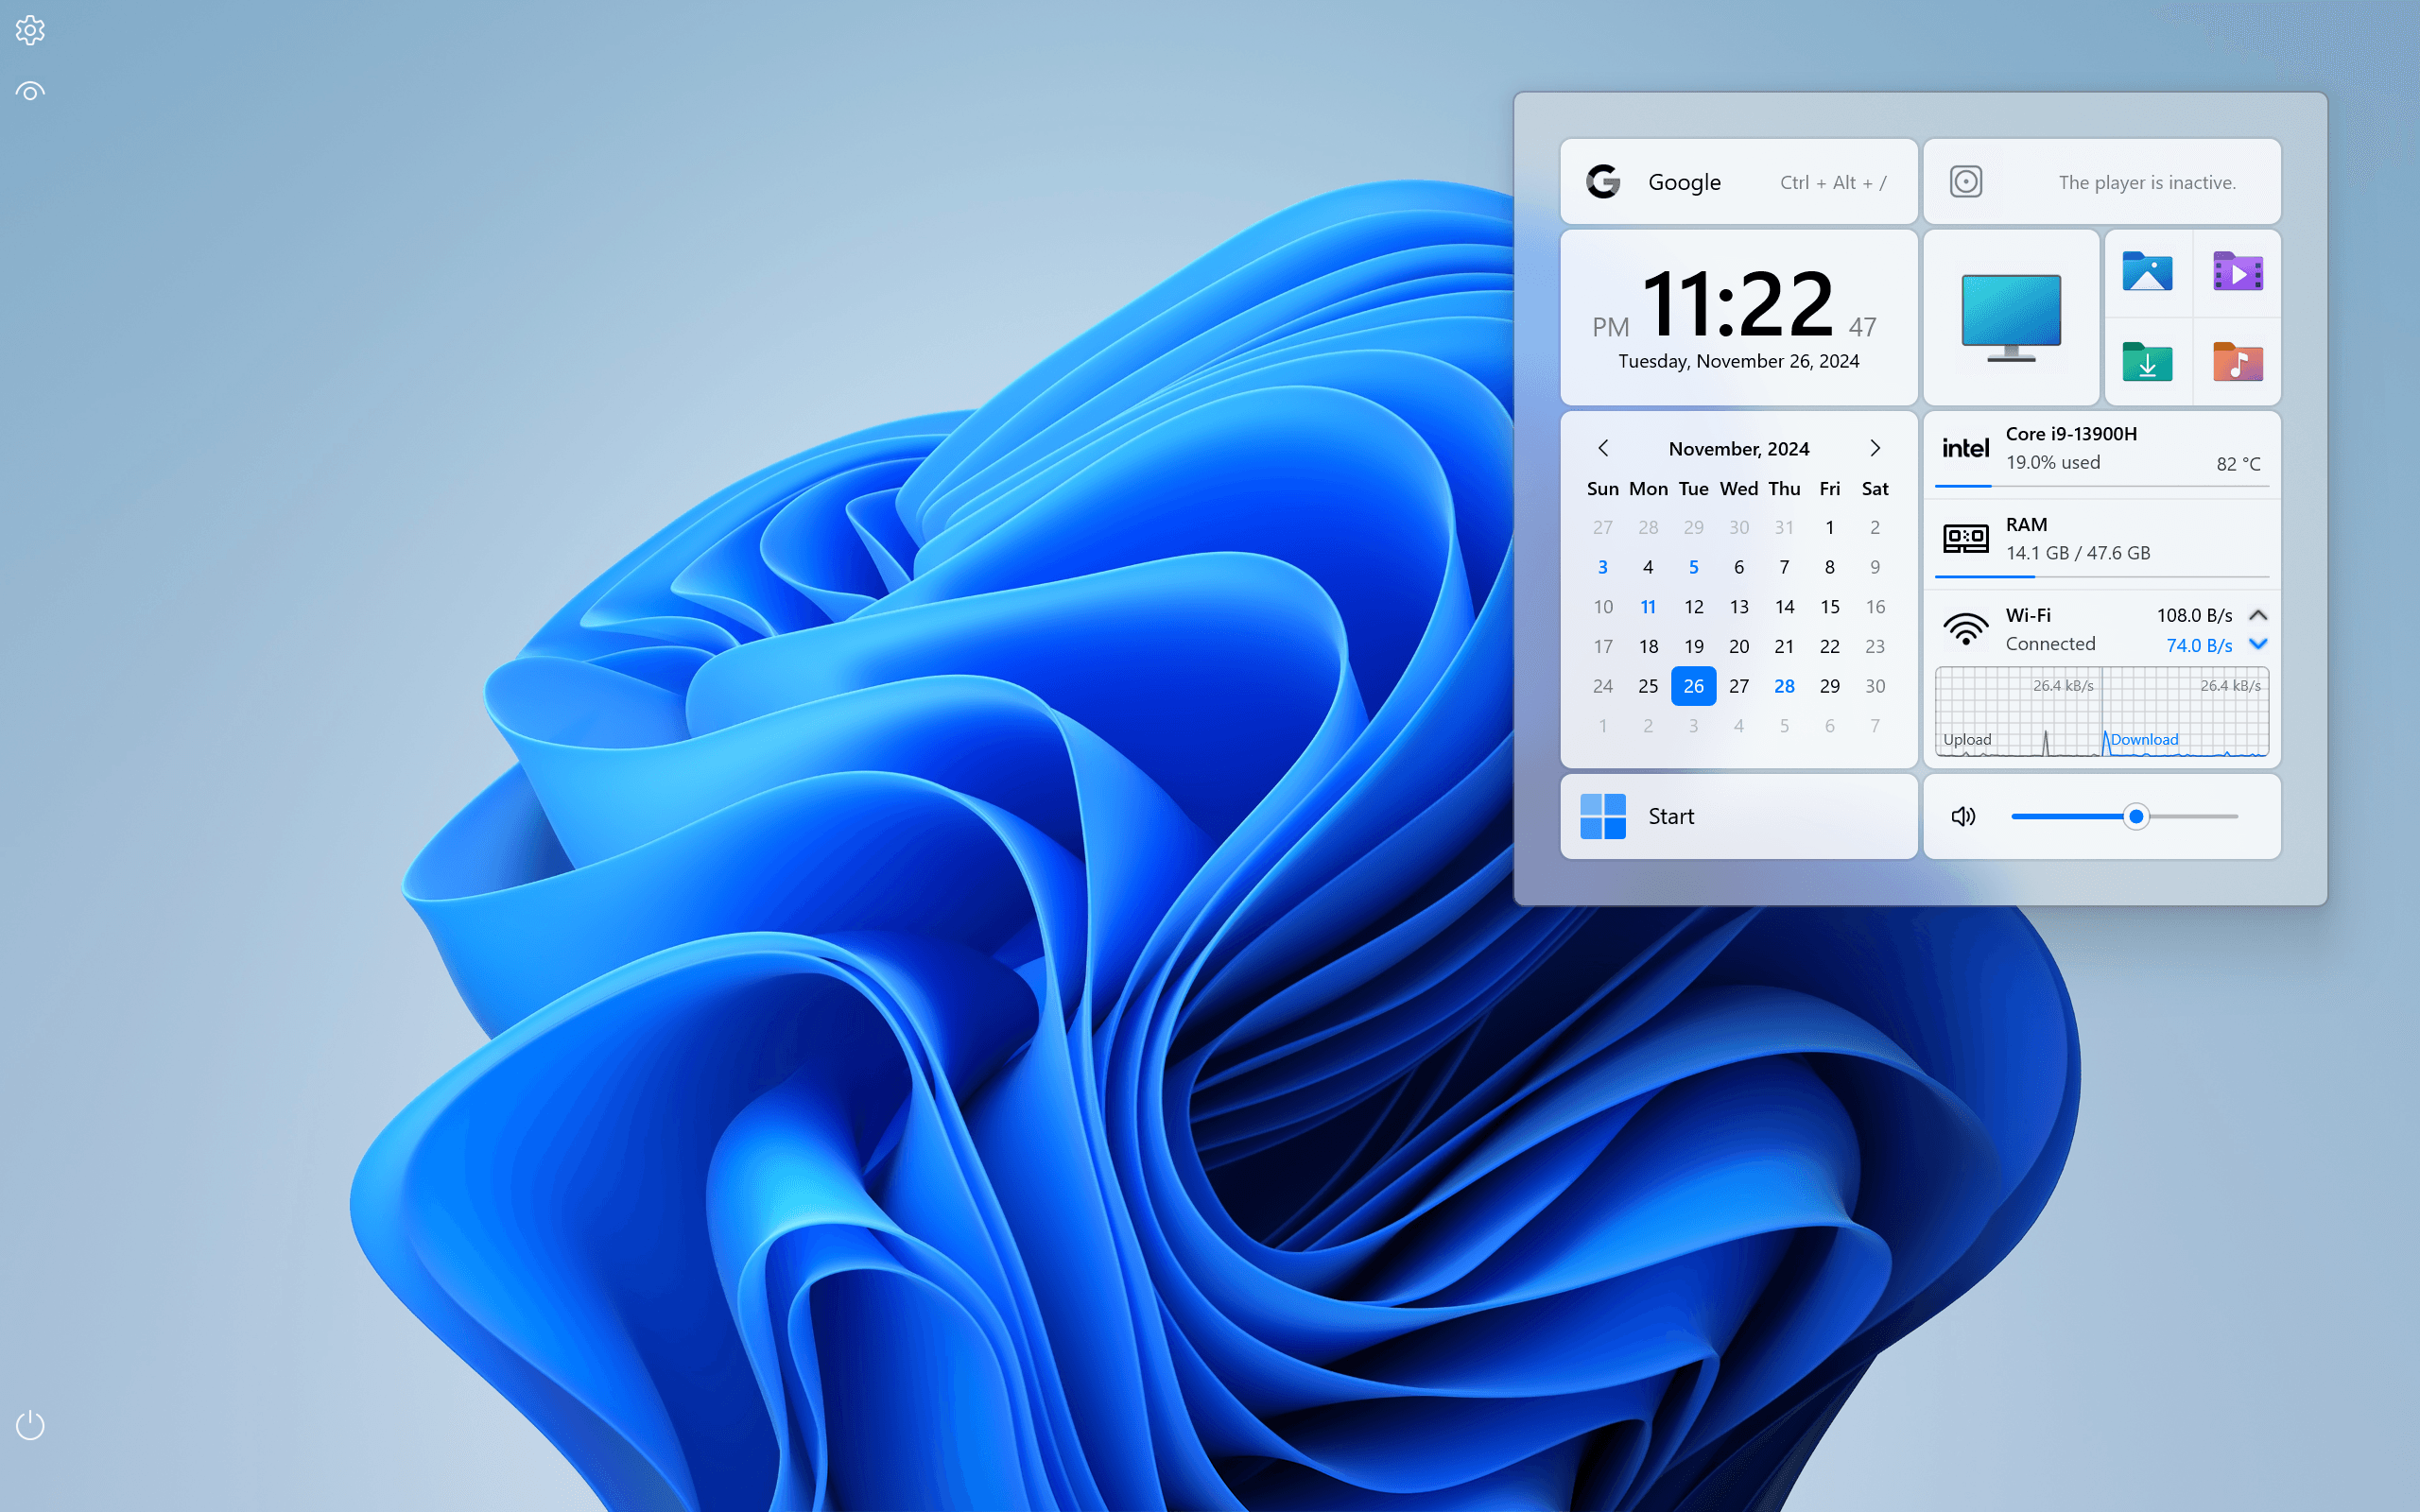 Google Ctrl + Alt + /
The player is inactive.
PM 11:22 47
Tuesday, November 26, 2024
November, 2024
Sun Mon Tue Wed Thu Fri Sat
27 28 29 30 31 1 2
3 4 5 6 7 8 9
10 11 12 13 14 15 16
17 18 19 20 21 22 23
24 25 26 27 28 29 30
1 2 3 4 5 6 7
intel
Core i9-13900H
19.0% used 82 °C
RAM
14.1 GB / 47.6 GB
Wi-Fi 108.0 B/s
Connected 74.0 B/s
26.4 kB/s 26.4 kB/s
Upload Download
Start